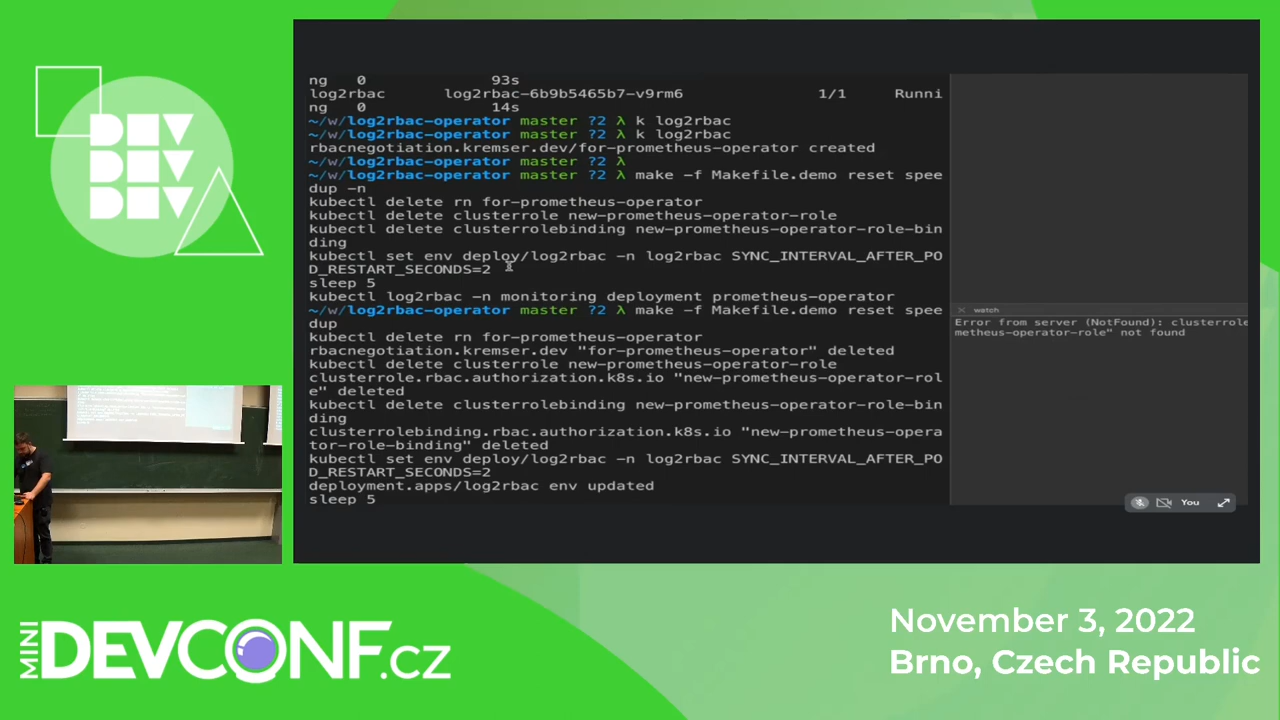 DEV
DEV
DEV
ng   0             93s
log2rbac       log2rbac-6b9b5465b7-v9rm6               1/1     Runni
ng   0             14s
~/w/log2rbac-operator master ?2 λ k log2rbac
~/w/log2rbac-operator master ?2 λ k log2rbac
rbacnegotiation.kremser.dev/for-prometheus-operator created
~/w/log2rbac-operator master ?2 λ
~/w/log2rbac-operator master ?2 λ make -f Makefile.demo reset spee
dup -n
kubectl delete rn for-prometheus-operator
kubectl delete clusterrole new-prometheus-operator-role
kubectl delete clusterrolebinding new-prometheus-operator-role-bin
ding
kubectl set env deploy/log2rbac -n log2rbac SYNC_INTERVAL_AFTER_PO
D_RESTART_SECONDS=2
sleep 5
kubectl log2rbac -n monitoring deployment prometheus-operator
~/w/log2rbac-operator master ?2 λ make -f Makefile.demo reset spee
dup
kubectl delete rn for-prometheus-operator
rbacnegotiation.kremser.dev "for-prometheus-operator" deleted
kubectl delete clusterrole new-prometheus-operator-role
clusterrole.rbac.authorization.k8s.io "new-prometheus-operator-rol
e" deleted
kubectl delete clusterrolebinding new-prometheus-operator-role-bin
ding
clusterrolebinding.rbac.authorization.k8s.io "new-prometheus-opera
tor-role-binding" deleted
kubectl set env deploy/log2rbac -n log2rbac SYNC_INTERVAL_AFTER_PO
D_RESTART_SECONDS=2
deployment.apps/log2rbac env updated
sleep 5
watch
Error from server (NotFound): clusterrole
metheus-operator-role" not found
You
MINI DEVCONF.cz
November 3, 2022
Brno, Czech Republic